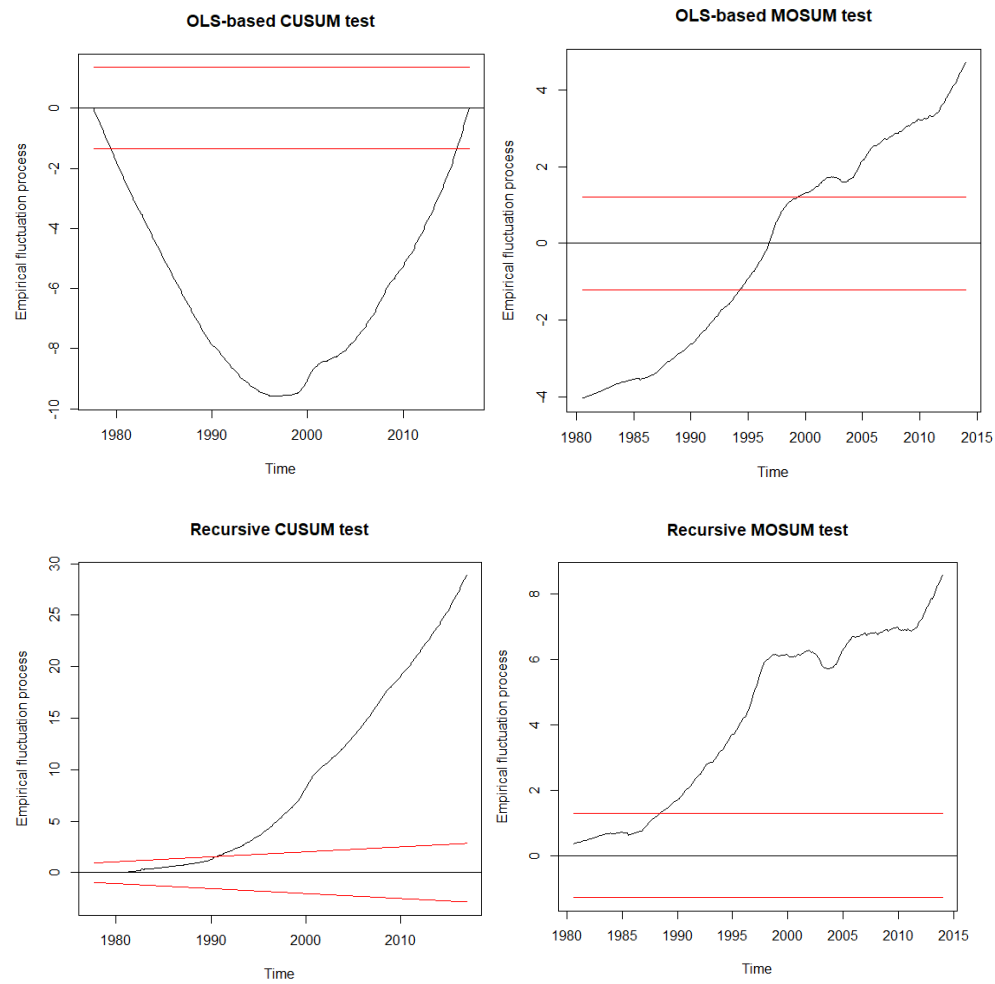 OLS-based CUSUM test
Empirical fluctuation process
0
-2
-4
-6
-8
-10
1980 1990 2000 2010
Time
OLS-based MOSUM test
Empirical fluctuation process
4
2
0
-2
-4
1980 1985 1990 1995 2000 2005 2010 2015
Time
Recursive CUSUM test
Empirical fluctuation process
30
25
20
15
10
5
0
1980 1990 2000 2010
Time
Recursive MOSUM test
Empirical fluctuation process
8
6
4
2
0
1980 1985 1990 1995 2000 2005 2010 2015
Time